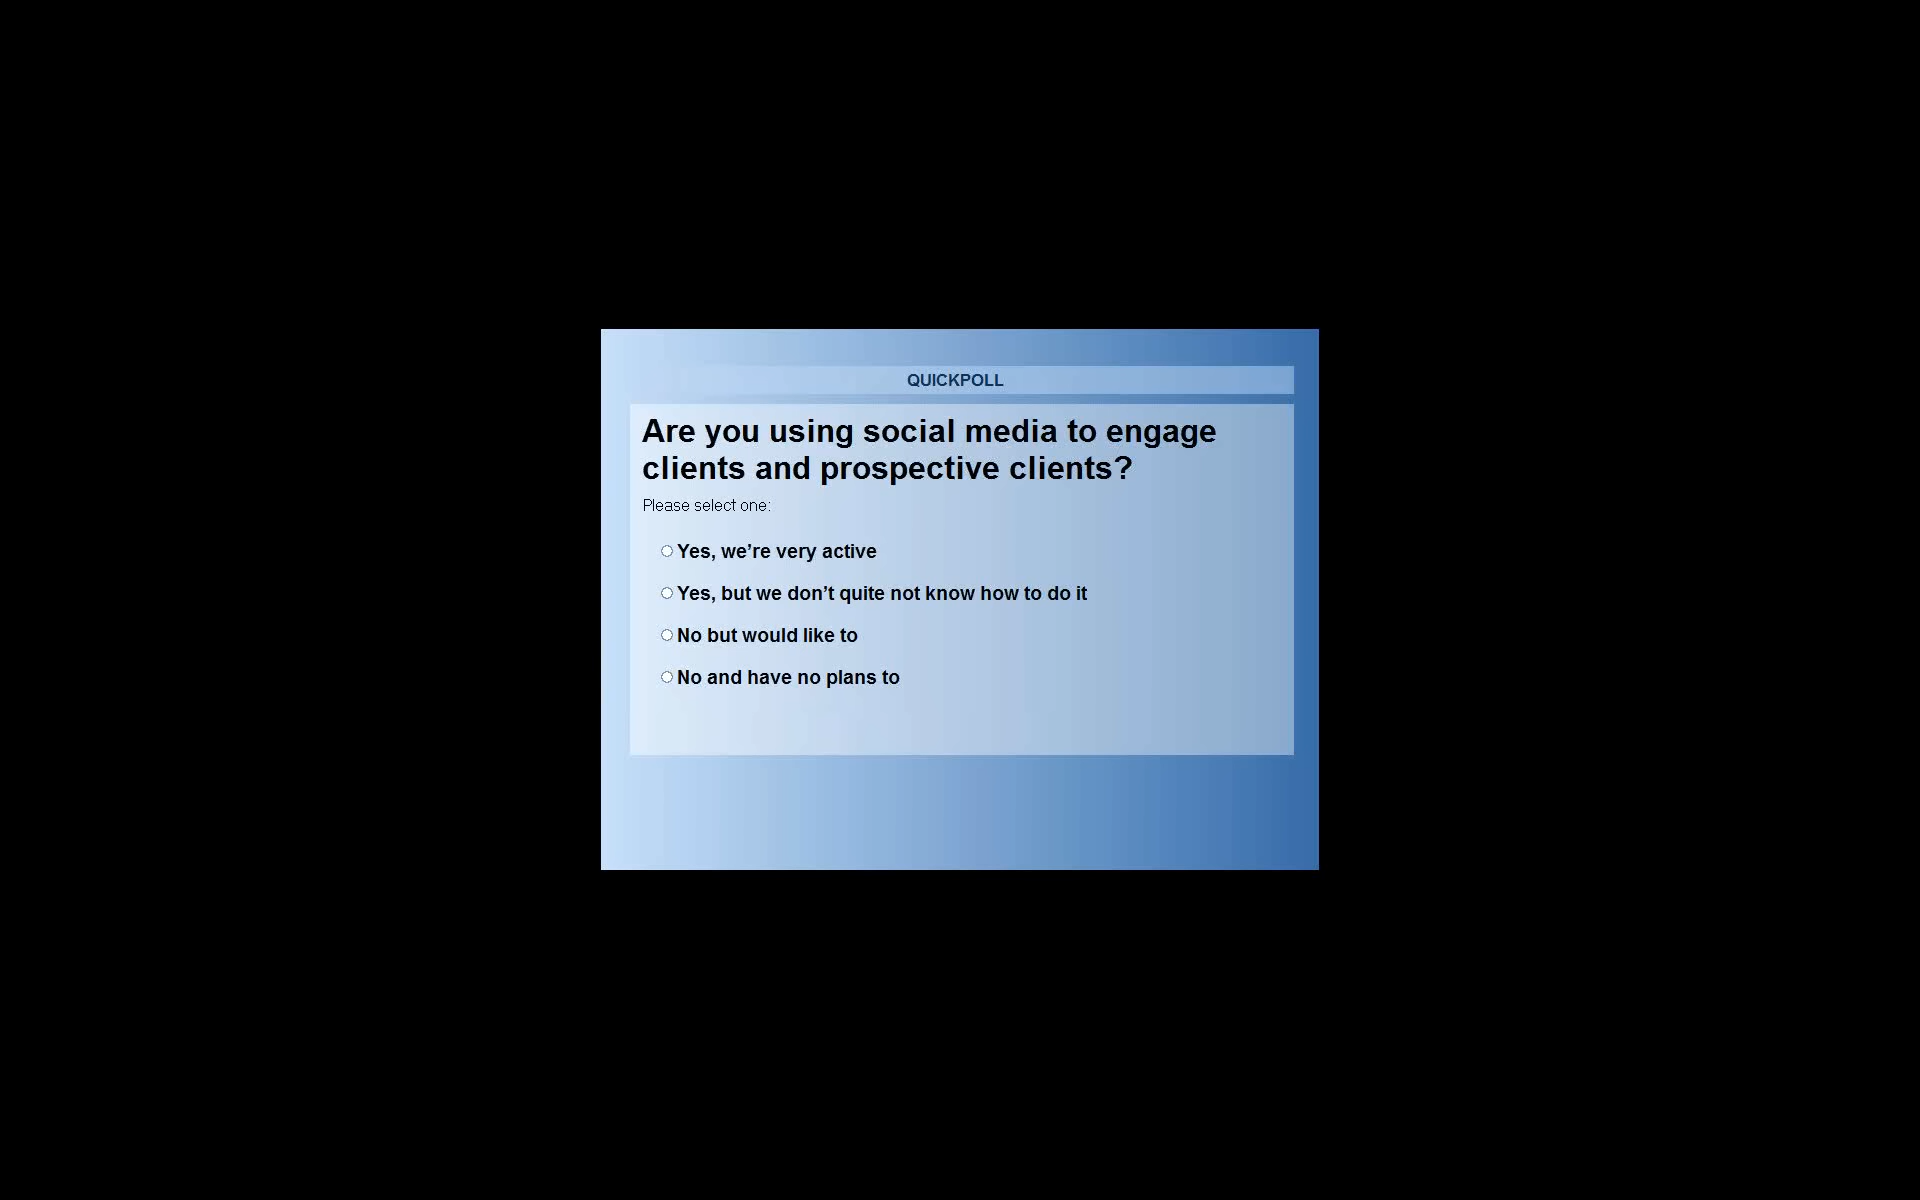 QUICKPOLL
Are you using social media to engage
clients and prospective clients?
Please select one:
Yes, we’re very active
Yes, but we don’t quite not know how to do it
No but would like to
No and have no plans to